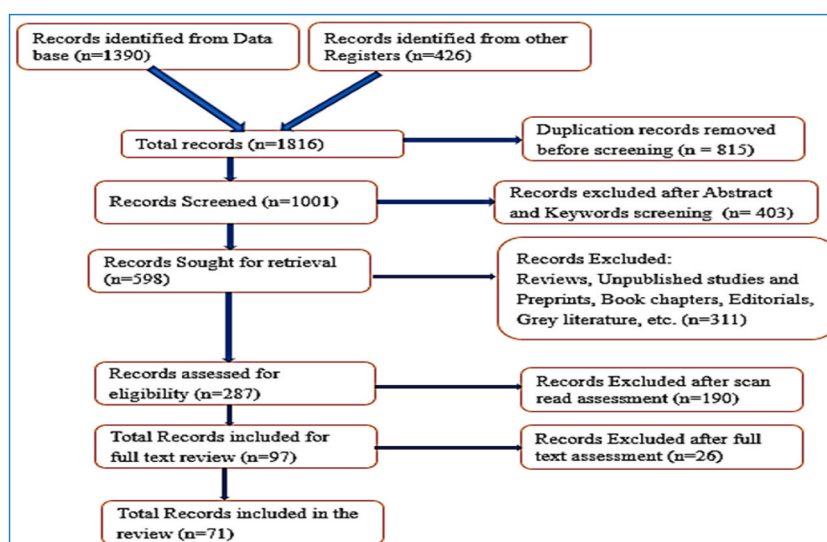 Records identified from Data
base (n=1390)
Records identified from other
Registers (n=426)
Total records (n=1816)
Duplication records removed
before screening (n = 815)
Records Screened (n=1001)
Records excluded after Abstract
and Keywords screening (n= 403)
Records Sought for retrieval
(n=598)
Records Excluded:
Reviews, Unpublished studies and
Preprints, Book chapters, Editorials,
Grey literature, etc. (n=311)
Records assessed for
eligibility (n=287)
Records Excluded after scan
read assessment (n=190)
Total Records included for
full text review (n=97)
Records Excluded after full
text assessment (n=26)
Total Records included in the
review (n=71)